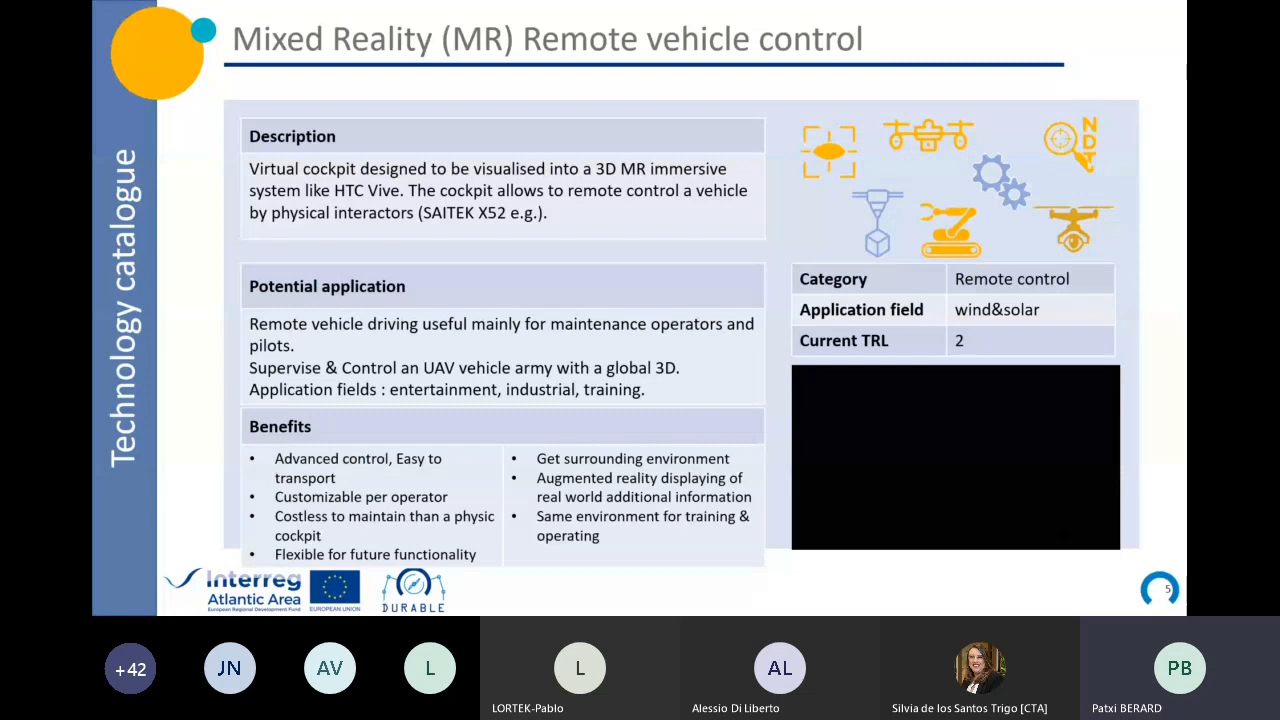 Mixed Reality (MR) Remote vehicle control
Technology catalogue
Description
Virtual cockpit designed to be visualised into a 3D MR immersive
system like HTC Vive. The cockpit allows to remote control a vehicle
by physical interactors (SAITEK X52 e.g.).
Potential application
Remote vehicle driving useful mainly for maintenance operators and
pilots.
Supervise & Control an UAV vehicle army with a global 3D.
Application fields : entertainment, industrial, training.
Benefits
• Advanced control, Easy to
transport
• Customizable per operator
• Costless to maintain than a physic
cockpit
• Flexible for future functionality
• Get surrounding environment
• Augmented reality displaying of
real world additional information
• Same environment for training &
operating
NDT
Category Remote control
Application field wind&solar
Current TRL 2
Interreg
Atlantic Area
European Regional Development Fund
EUROPEAN UNION
DURABLE
5
+42
JN
AV
L
L
AL
PB
LORTEK-Pablo
Alessio Di Liberto
Silvia de los Santos Trigo [CTA]
Patxi BERARD